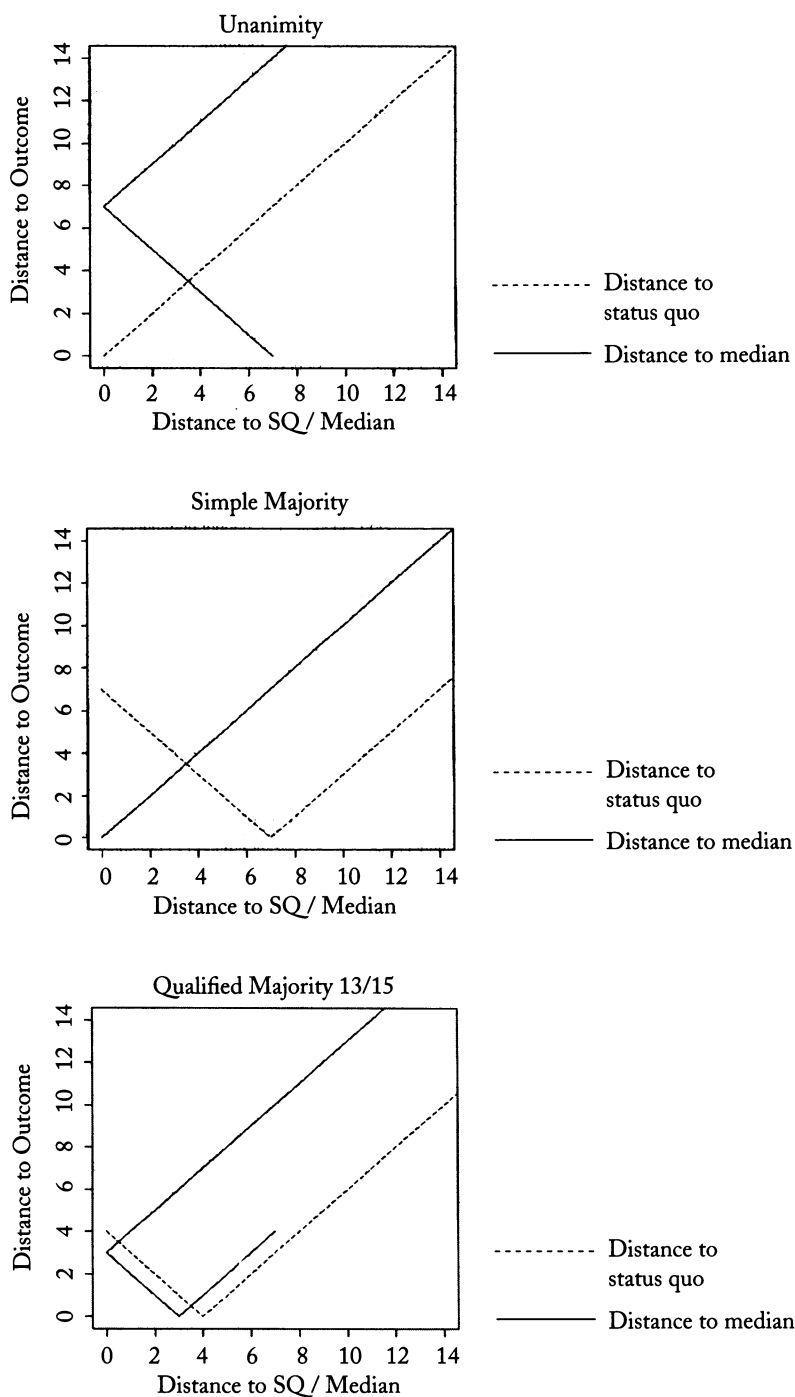 Unanimity
14
12
10
8
6
4
2
0
Distance to Outcome
0 2 4 6 8 10 12 14
Distance to SQ / Median
Distance to
status quo
Distance to median
Simple Majority
14
12
10
8
6
4
2
0
Distance to Outcome
0 2 4 6 8 10 12 14
Distance to SQ / Median
Distance to
status quo
Distance to median
Qualified Majority 13/15
14
12
10
8
6
4
2
0
Distance to Outcome
0 2 4 6 8 10 12 14
Distance to SQ / Median
Distance to
status quo
Distance to median